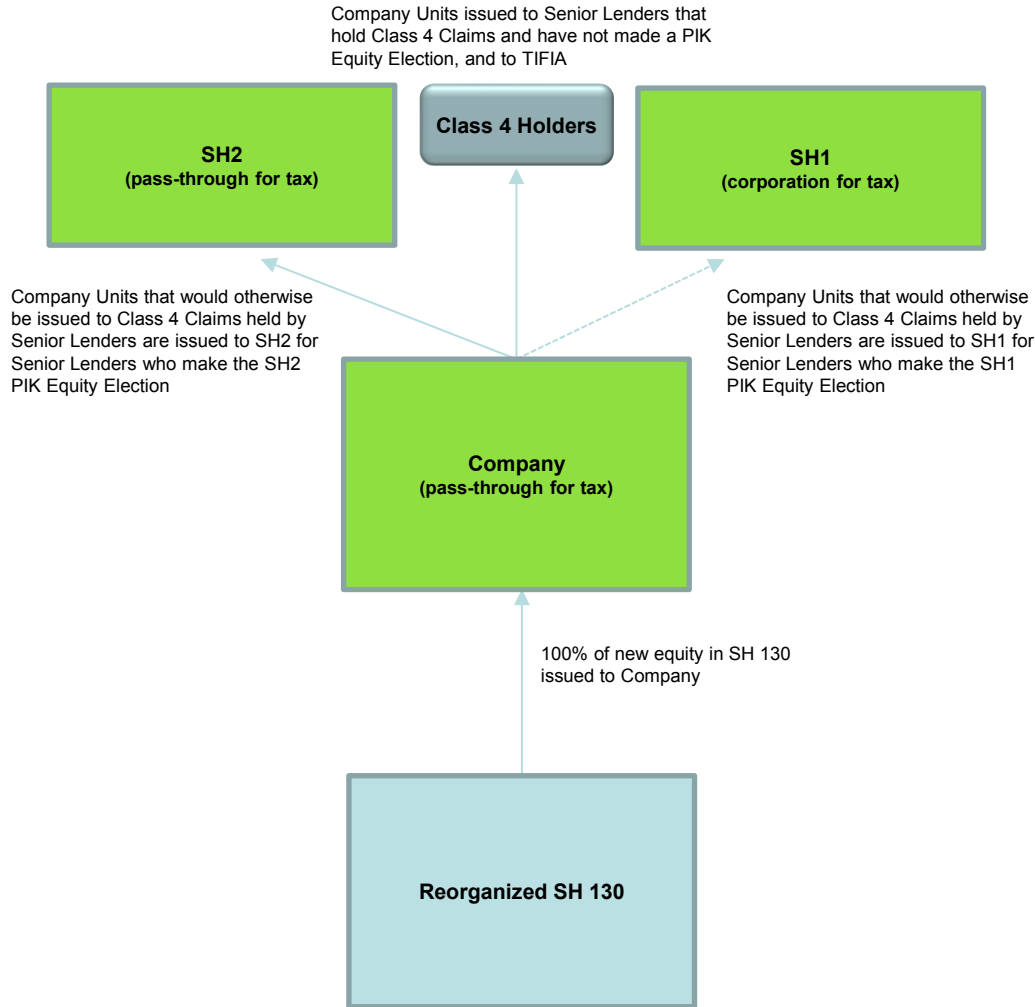 Company Units issued to Senior Lenders that
hold Class 4 Claims and have not made a PIK
Equity Election, and to TIFIA
SH2
(pass-through for tax)
Class 4 Holders
SH1
(corporation for tax)
Company Units that would otherwise
be issued to Class 4 Claims held by
Senior Lenders are issued to SH2 for
Senior Lenders who make the SH2
PIK Equity Election
Company Units that would otherwise
be issued to Class 4 Claims held by
Senior Lenders are issued to SH1 for
Senior Lenders who make the SH1
PIK Equity Election
Company
(pass-through for tax)
100% of new equity in SH 130
issued to Company
Reorganized SH 130